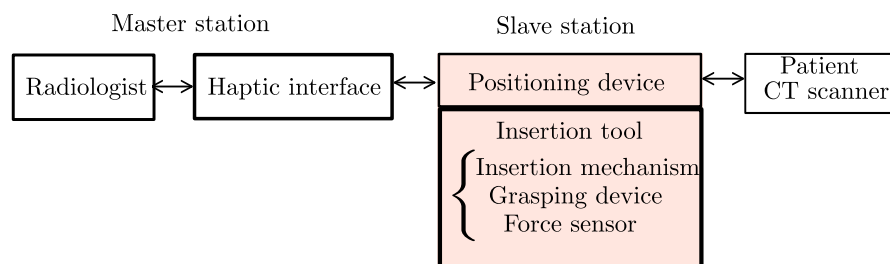 Master station
Slave station
Radiologist
Haptic interface
Positioning device
Patient
CT scanner
Insertion tool
Insertion mechanism
Grasping device
Force sensor